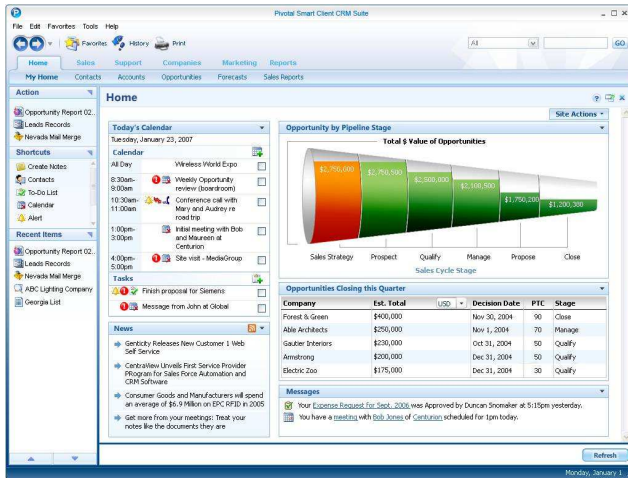 Pivotal Smart Client CRM Suite
File Edit Favorites Tools Help
Favorites History Print
All GO
Home Sales Support Companies Marketing Reports
My Home Contacts Accounts Opportunities Forecasts Sales Reports
Action
Opportunity Report 02..
Leads Records
Nevada Mail Merge
Shortcuts
Create Notes
Contacts
To-Do List
Calendar
Alert
Recent Items
Opportunity Report 02..
Leads Records
Nevada Mail Merge
ABC Lighting Company
Georgia List
Home
Site Actions
Today's Calendar
Tuesday, January 23, 2007
Calendar
All Day Wireless World Expo
8:30am- Weekly Opportunity
9:00am review (boardroom)
10:30am- Conference call with
11:00am Mary and Audrey re
road trip
1:00pm- Initial meeting with Bob
3:00pm and Maureen at
Centurion
4:00pm- Site visit - MediaGroup
5:00pm
Tasks
Finish proposal for Siemens
Message from John at Global
News
Genticity Releases New Customer 1 Web
Self Service
CentraView Unveils First Service Provider
PRogram for Sales Force Automation and
CRM Software
Consumer Goods and Manufacturers will spend
an average of $6.9 Million on EPC RFID in 2005
Get more from your meetings: Treat your
notes like the documents they are
Opportunity by Pipeline Stage
Total $ Value of Opportunities
$2,750,000 $2,750,500 $2,500,000 $2,100,500 $1,750,200 $1,200,380
Sales Strategy Prospect Qualify Manage Propose Close
Sales Cycle Stage
Opportunities Closing this Quarter
Company Est. Total USD Decision Date PTC Stage
Forest & Green $400,000 Nov 30, 2004 90 Close
Able Architects $250,000 Nov 1, 2004 70 Manage
Gautier Interiors $230,000 Oct 31, 2004 50 Qualify
Armstrong $200,000 Dec 31, 2004 50 Qualify
Electric Zoo $175,000 Dec 31, 2004 30 Qualify
Messages
Your Expense Request for Sept. 2006 was Approved by Duncan Snomaker at 5:15pm yesterday.
You have a meeting with Bob Jones of Centurion scheduled for 1pm today.
Refresh
Monday, January 1